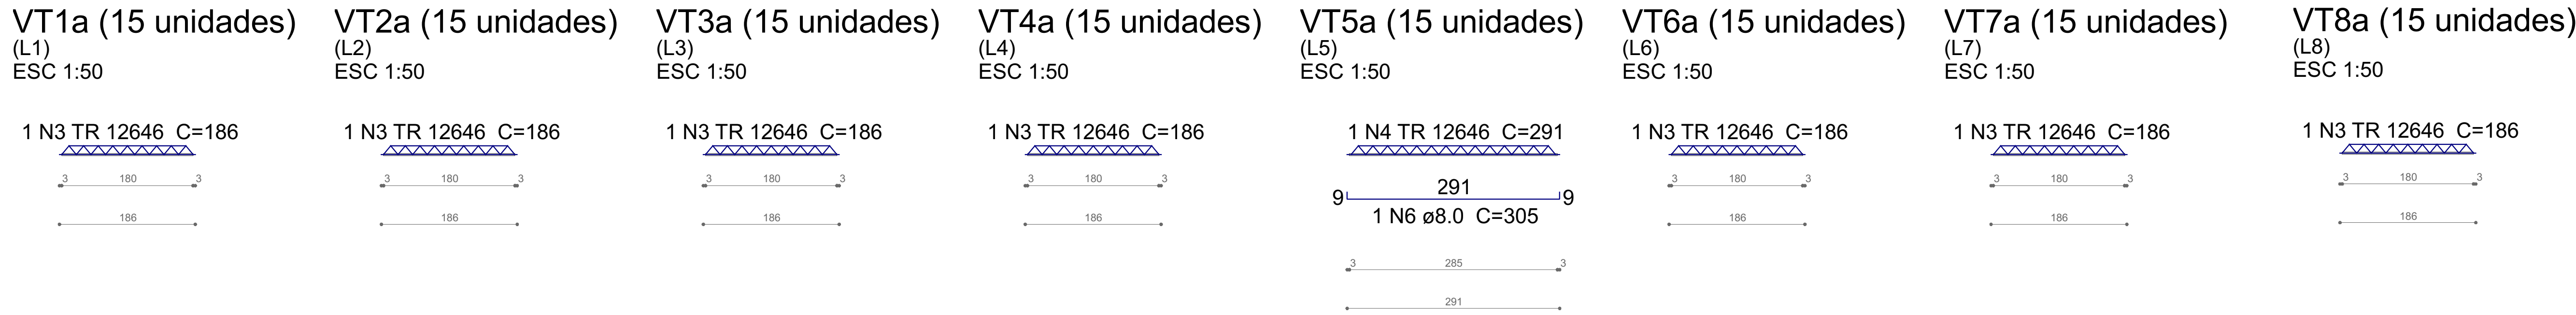 VT1a (15 unidades)
(L1)
ESC 1:50
1 N3 TR 12646 C=186
3 180 3
186
VT2a (15 unidades)
(L2)
ESC 1:50
1 N3 TR 12646 C=186
3 180 3
186
VT3a (15 unidades)
(L3)
ESC 1:50
1 N3 TR 12646 C=186
3 180 3
186
VT4a (15 unidades)
(L4)
ESC 1:50
1 N3 TR 12646 C=186
3 180 3
186
VT5a (15 unidades)
(L5)
ESC 1:50
1 N4 TR 12646 C=291
9 291 9
1 N6 ø8.0 C=305
3 285 3
291
VT6a (15 unidades)
(L6)
ESC 1:50
1 N3 TR 12646 C=186
3 180 3
186
VT7a (15 unidades)
(L7)
ESC 1:50
1 N3 TR 12646 C=186
3 180 3
186
VT8a (15 unidades)
(L8)
ESC 1:50
1 N3 TR 12646 C=186
3 180 3
186